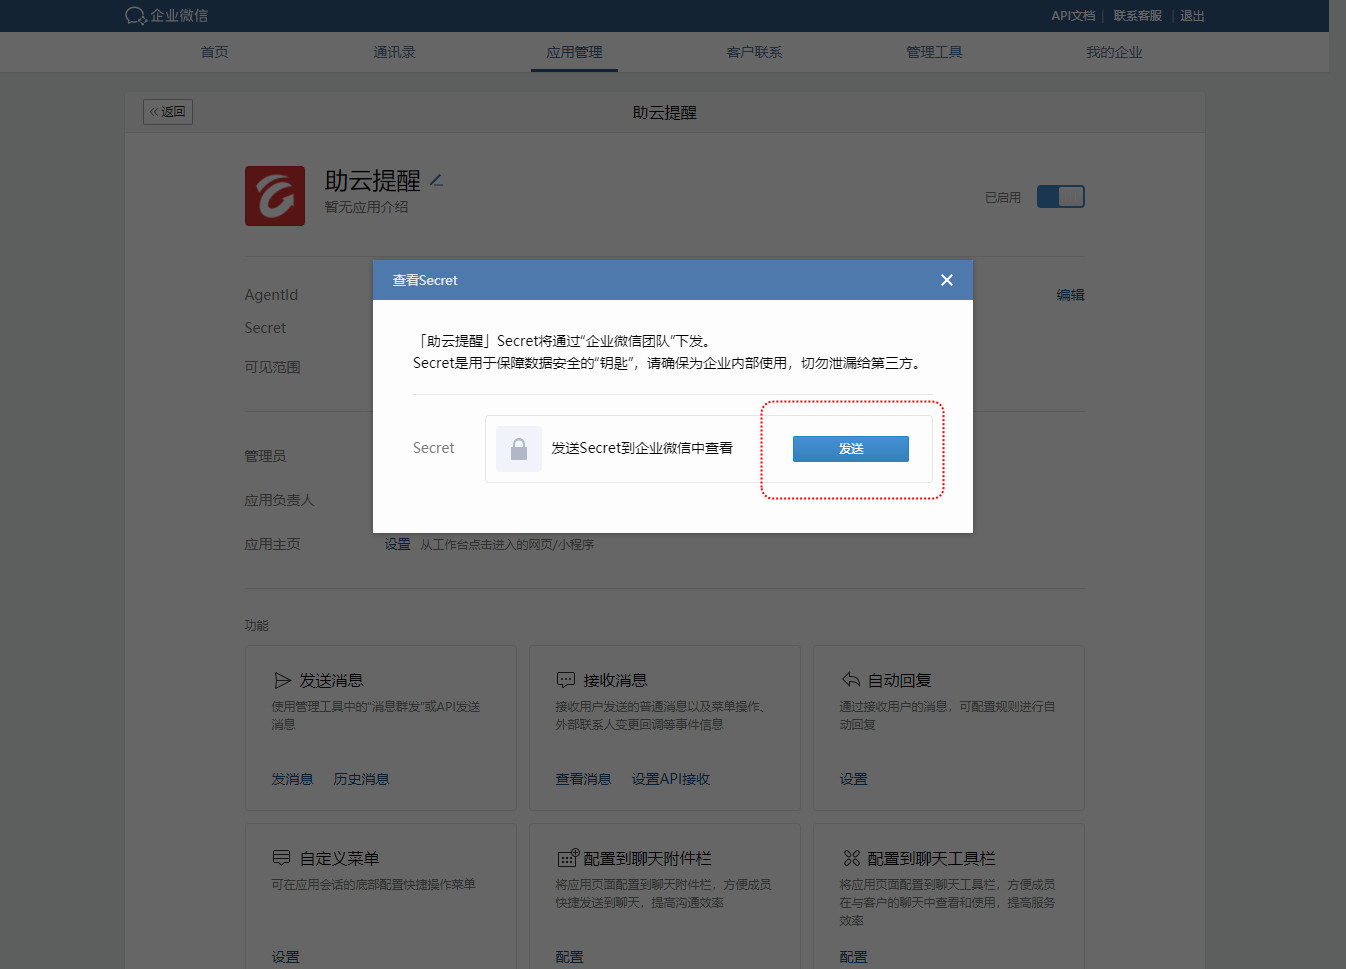 企业微信
API文档 | 联系客服 | 退出
首页 通讯录 应用管理 客户联系 管理工具 我的企业
«返回
助云提醒
助云提醒
暂无应用介绍
已启用
查看Secret
AgentId
编辑
Secret
可见范围
「助云提醒」Secret将通过“企业微信团队”下发。
Secret是用于保障数据安全的“钥匙”，请确保为企业内部使用，切勿泄漏给第三方。
Secret
发送Secret到企业微信中查看
发送
管理员
应用负责人
应用主页
设置 从工作台点击进入的网页/小程序
功能
发送消息
使用管理工具中的“消息群发”或API发送
消息
发消息 历史消息
接收消息
接收用户发送的普通消息以及菜单操作、
外部联系人变更回调等事件信息
查看消息 设置API接收
自动回复
通过接收用户的消息，可配置规则进行自
动回复
设置
自定义菜单
可在应用会话的底部配置快捷操作菜单
设置
配置到聊天附件栏
将应用页面配置到聊天附件栏，方便成员
快捷发送到聊天，提高沟通效率
配置
配置到聊天工具栏
将应用页面配置到聊天工具栏，方便成员
在与客户的聊天中查看和使用，提高服务
效率
配置